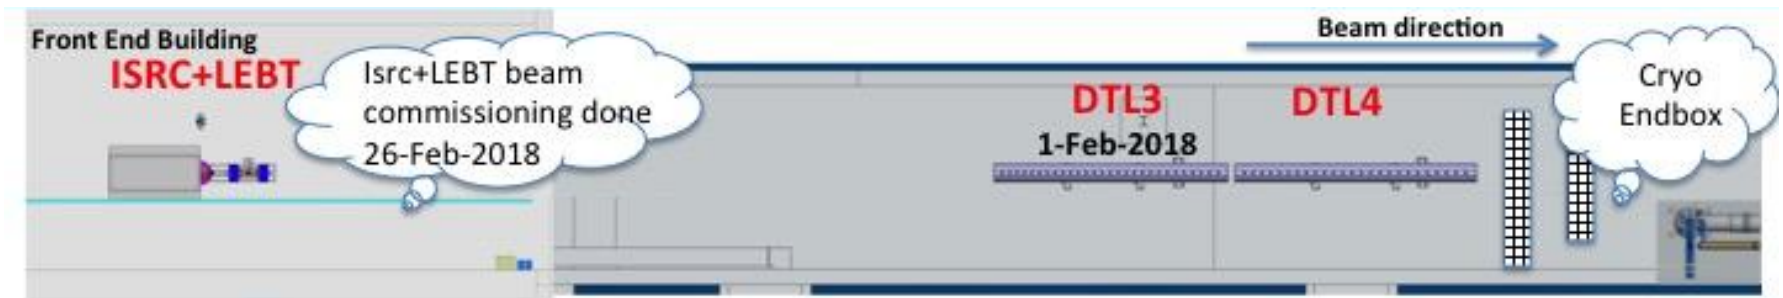 Front End Building
ISRC+LEBT
Isrc+LEBT beam
commissioning done
26-Feb-2018
DTL3
1-Feb-2018
DTL4
Beam direction
Cryo
Endbox